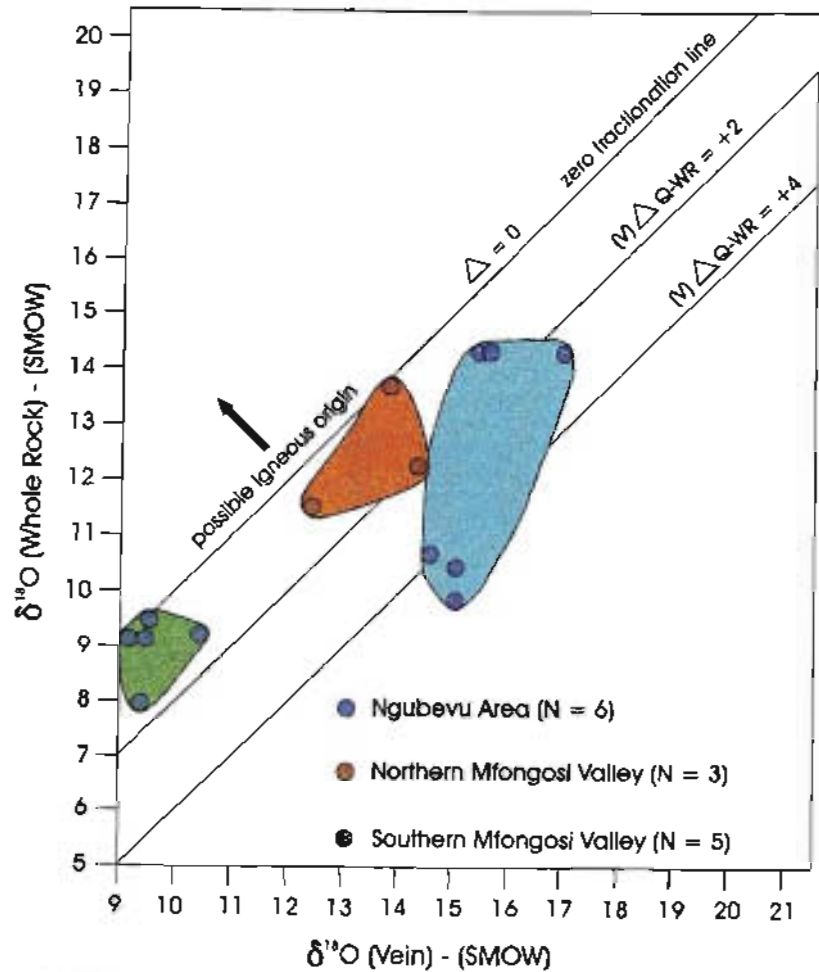 20
19
18
17
16
15
14
13
12
11
10
9
8
7
6
5
δ¹⁸O (Whole Rock) - (SMOW)
zero fractionation line
△ = 0
(V) △ Q-WR = +2
(V) △ Q-WR = +4
possible igneous origin
Ngubevu Area (N = 6)
Northern Mfongosi Valley (N = 3)
Southern Mfongosi Valley (N = 5)
9 10 11 12 13 14 15 16 17 18 19 20 21
δ¹⁸O (Vein) - (SMOW)